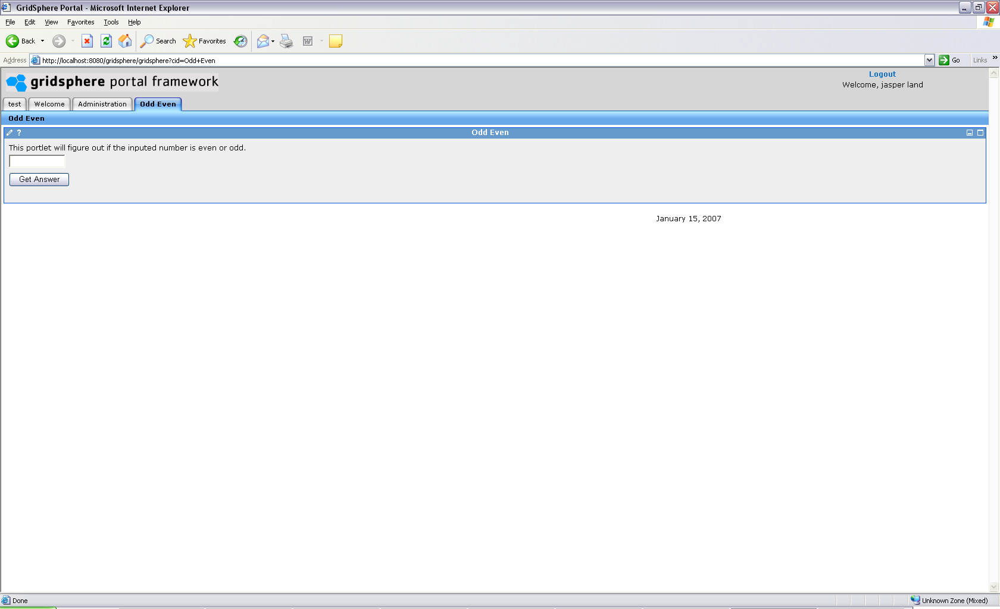 GridSphere Portal - Microsoft Internet Explorer
File Edit View Favorites Tools Help
Back Search Favorites
Address http://localhost:8080/gridsphere/gridsphere?cid=Odd+Even Go Links »
gridsphere portal framework
Logout
Welcome, jasper land
test Welcome Administration Odd Even
Odd Even
? Odd Even
This portlet will figure out if the inputed number is even or odd.
Get Answer
January 15, 2007
Done Unknown Zone (Mixed)